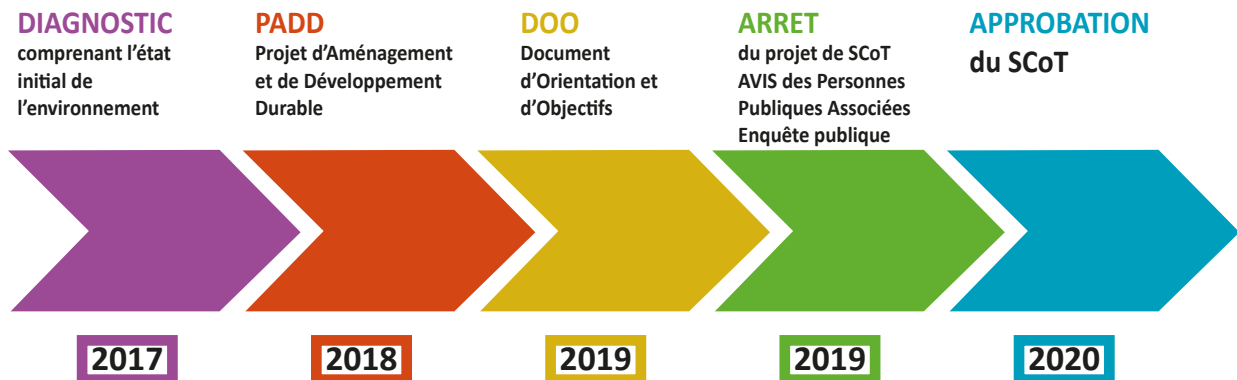 DIAGNOSTIC
comprenant l’état
initial de
l’environnement
PADD
Projet d’Aménagement
et de Développement
Durable
DOO
Document
d’Orientation et
d’Objectifs
ARRET
du projet de SCoT
AVIS des Personnes
Publiques Associées
Enquête publique
APPROBATION
du SCoT
2017
2018
2019
2019
2020